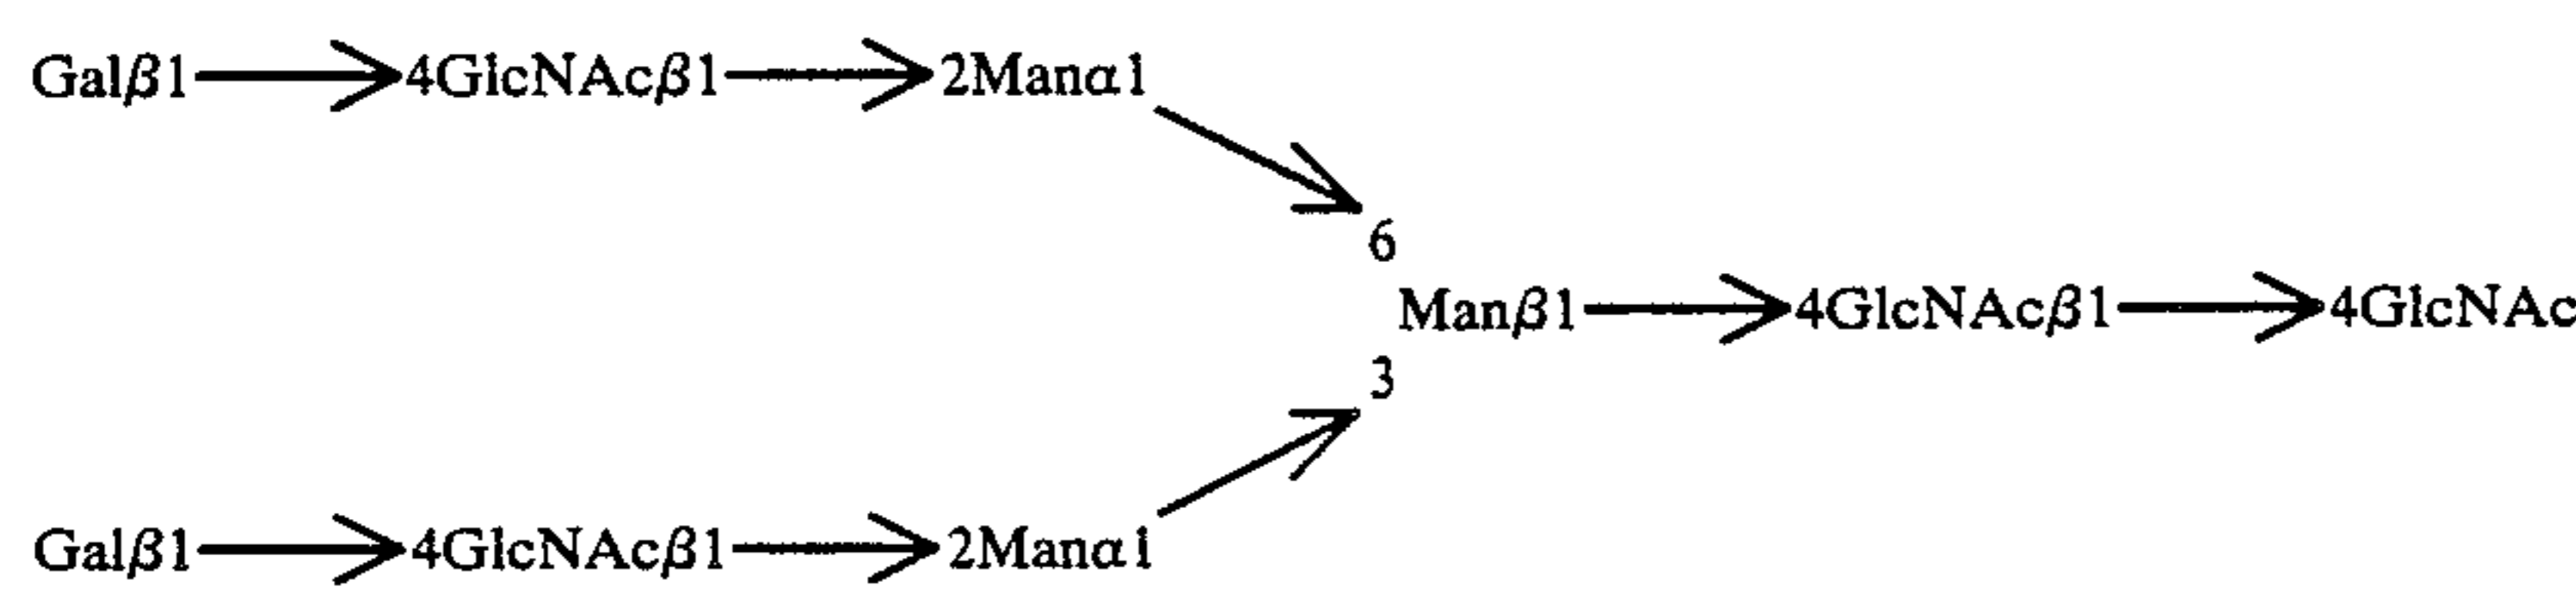 Galβ1 → 4GlcNAcβ1 → 2Manα1
6
Manβ1 → 4GlcNAcβ1 → 4GlcNAc
3
Galβ1 → 4GlcNAcβ1 → 2Manα1